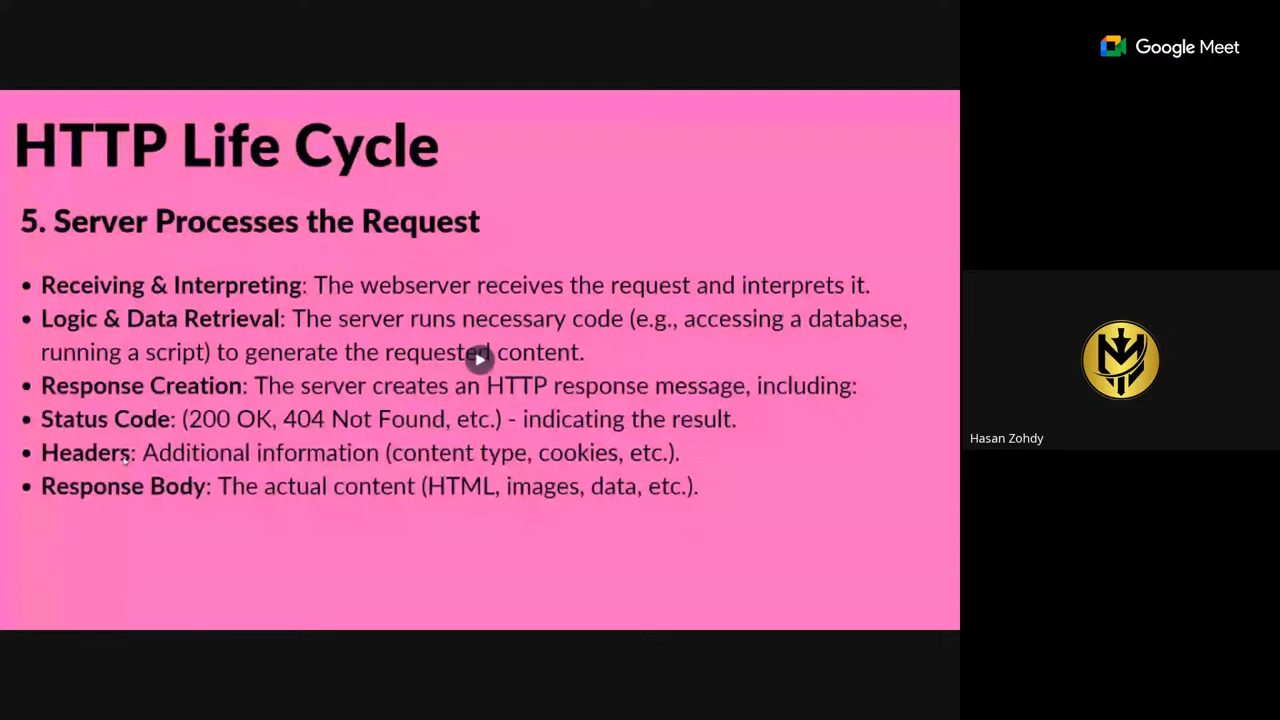 Google Meet
HTTP Life Cycle
5. Server Processes the Request
• Receiving & Interpreting: The webserver receives the request and interprets it.
• Logic & Data Retrieval: The server runs necessary code (e.g., accessing a database,
running a script) to generate the requested content.
• Response Creation: The server creates an HTTP response message, including:
• Status Code: (200 OK, 404 Not Found, etc.) - indicating the result.
• Headers: Additional information (content type, cookies, etc.).
• Response Body: The actual content (HTML, images, data, etc.).
Hasan Zohdy